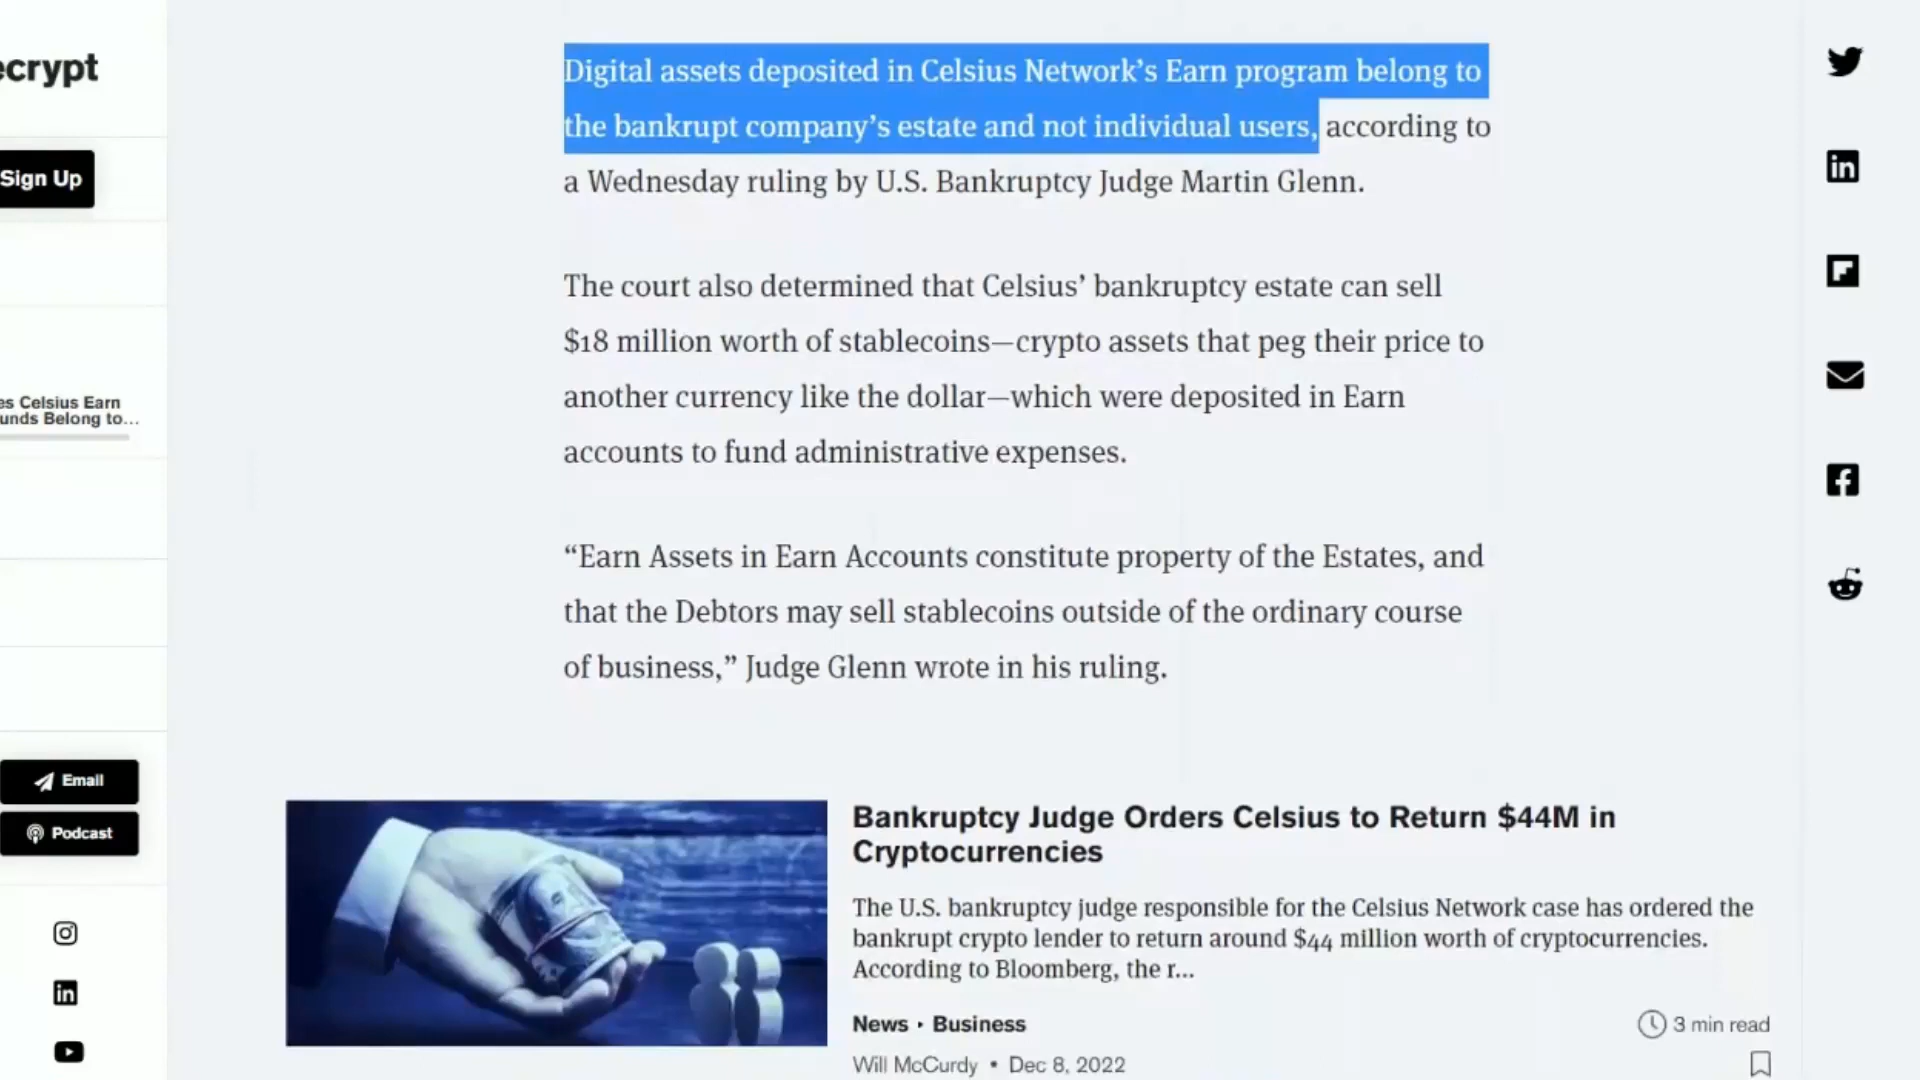 ecrypt
Sign Up
es Celsius Earn
unds Belong to...
Email
Podcast
Digital assets deposited in Celsius Network’s Earn program belong to
the bankrupt company’s estate and not individual users, according to
a Wednesday ruling by U.S. Bankruptcy Judge Martin Glenn.
The court also determined that Celsius’ bankruptcy estate can sell
$18 million worth of stablecoins—crypto assets that peg their price to
another currency like the dollar—which were deposited in Earn
accounts to fund administrative expenses.
“Earn Assets in Earn Accounts constitute property of the Estates, and
that the Debtors may sell stablecoins outside of the ordinary course
of business,” Judge Glenn wrote in his ruling.
Bankruptcy Judge Orders Celsius to Return $44M in
Cryptocurrencies
The U.S. bankruptcy judge responsible for the Celsius Network case has ordered the
bankrupt crypto lender to return around $44 million worth of cryptocurrencies.
According to Bloomberg, the r...
News • Business
3 min read
Will McCurdy • Dec 8, 2022